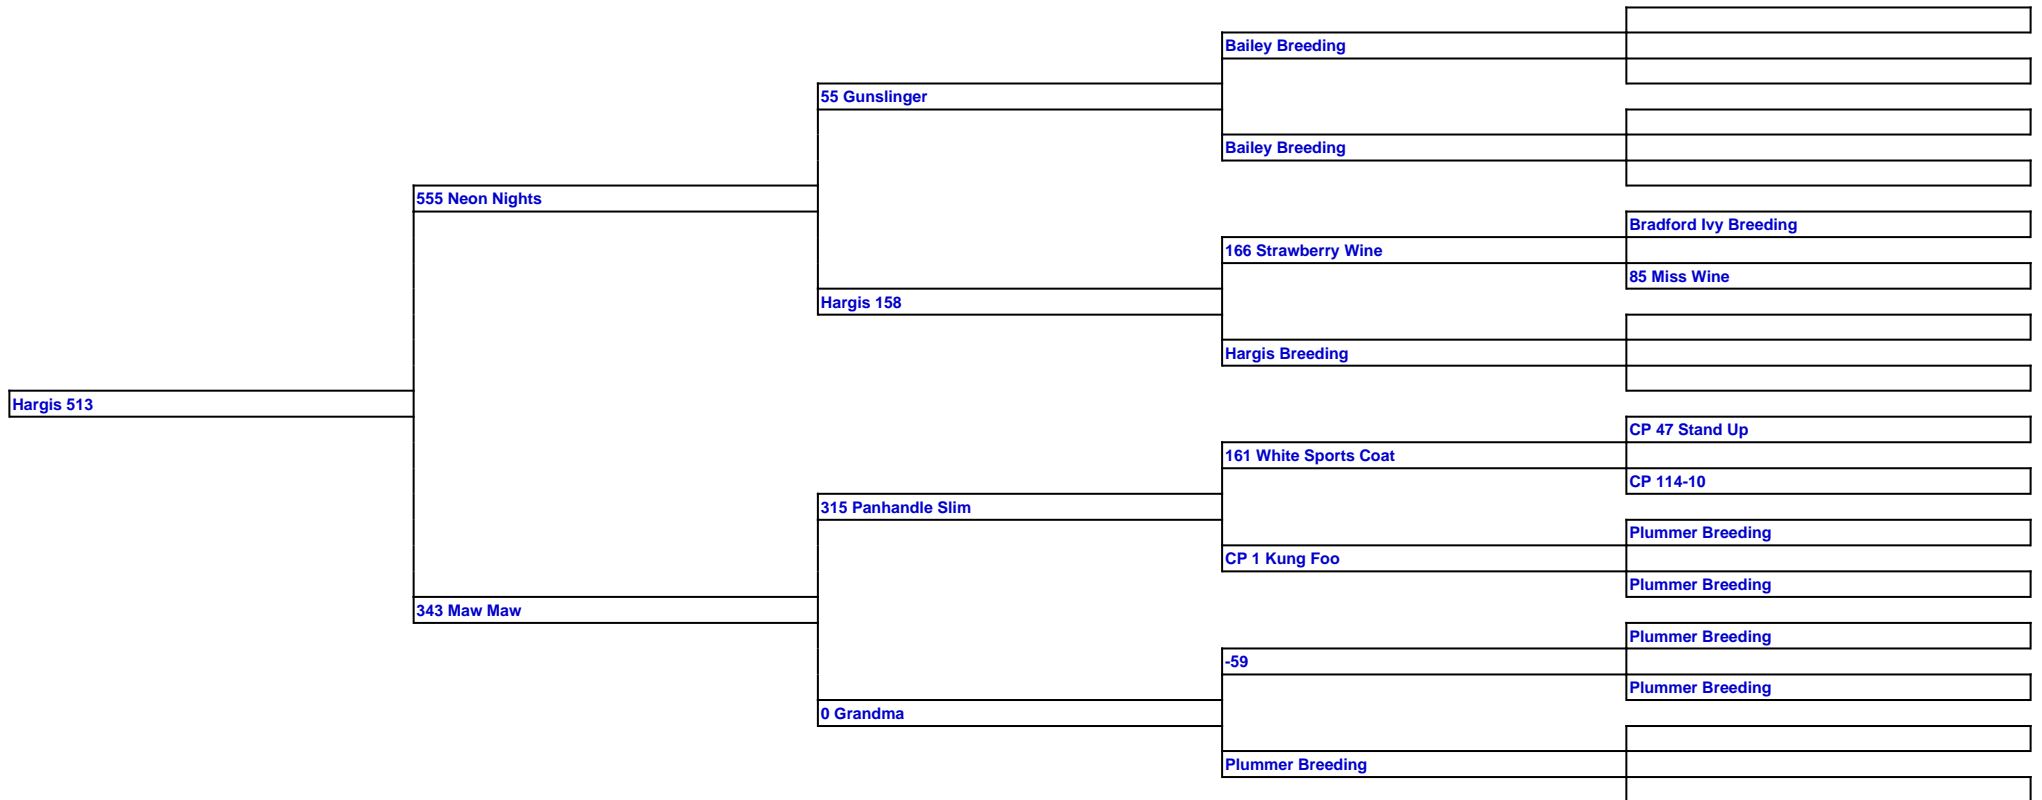 Bailey Breeding
55 Gunslinger
Bailey Breeding
555 Neon Nights
Bradford Ivy Breeding
166 Strawberry Wine
85 Miss Wine
Hargis 158
Hargis Breeding
Hargis 513
CP 47 Stand Up
161 White Sports Coat
CP 114-10
315 Panhandle Slim
Plummer Breeding
CP 1 Kung Foo
Plummer Breeding
343 Maw Maw
Plummer Breeding
-59
Plummer Breeding
0 Grandma
Plummer Breeding